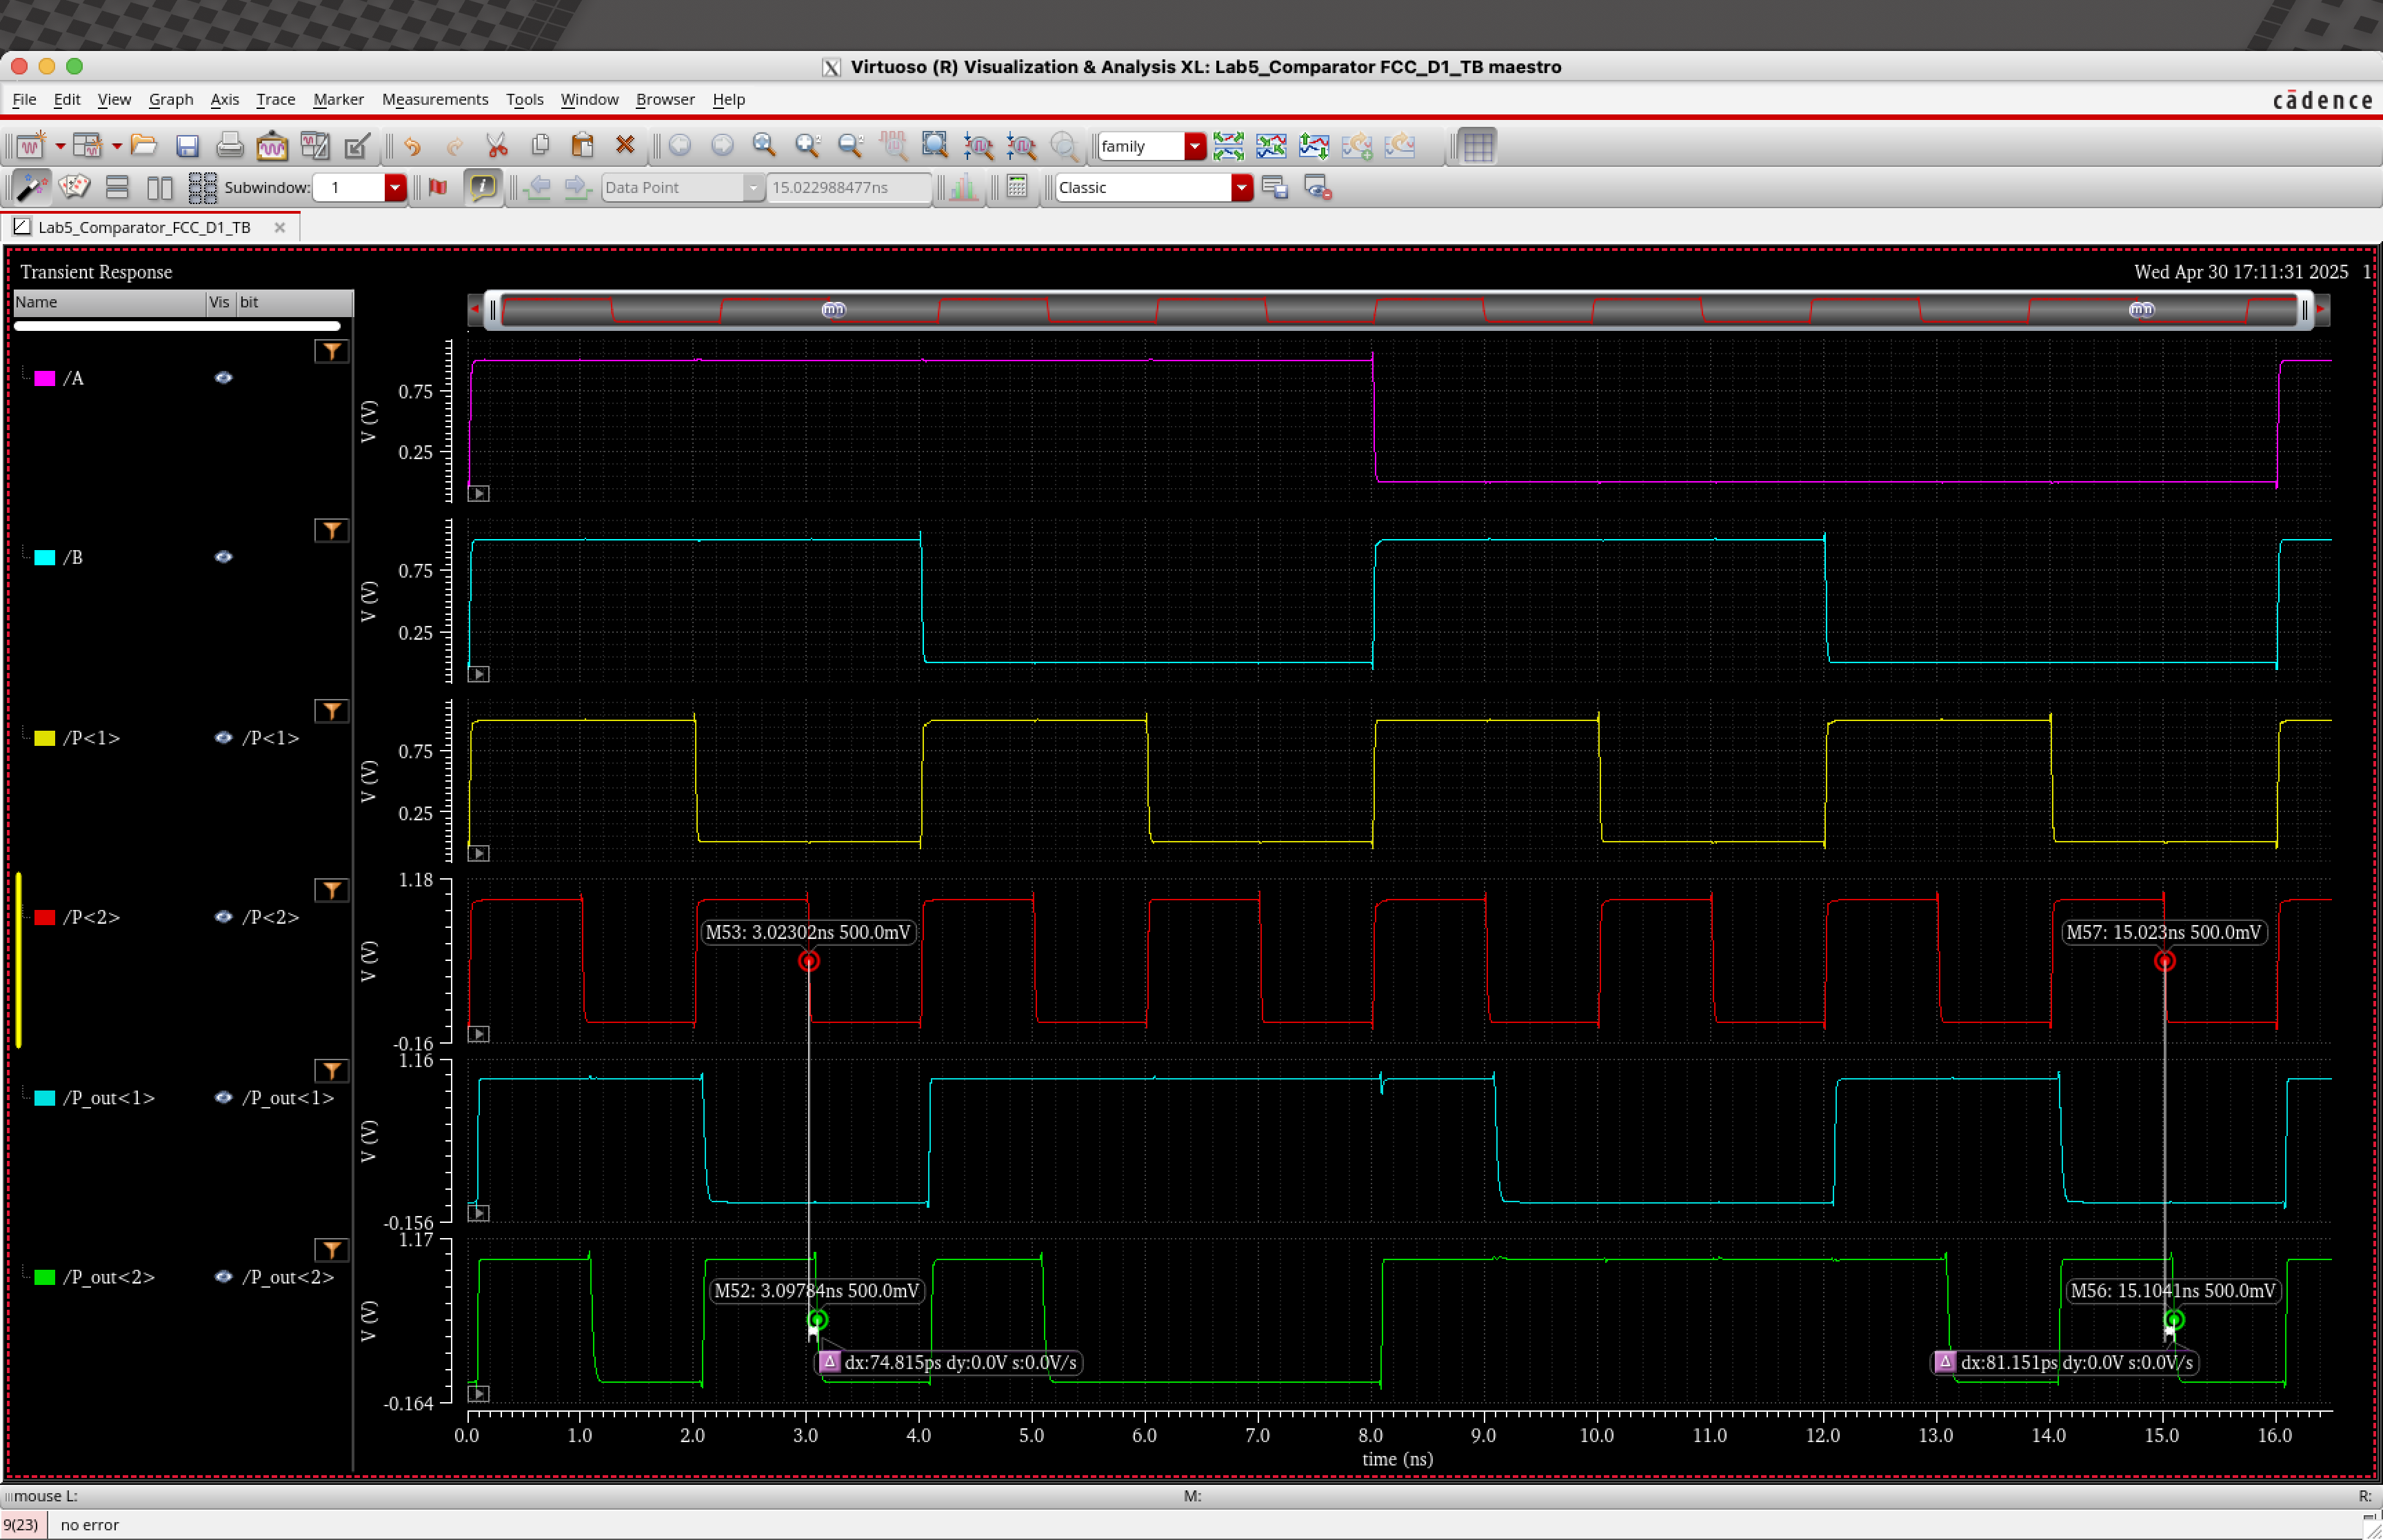 Virtuoso (R) Visualization & Analysis XL: Lab5_Comparator FCC_D1_TB maestro
File Edit View Graph Axis Trace Marker Measurements Tools Window Browser Help
cādence
family
Subwindow: 1 Data Point 15.022988477ns Classic
Lab5_Comparator_FCC_D1_TB
Transient Response Wed Apr 30 17:11:31 2025 1
Name Vis bit
/A
V (V)
0.75
0.25
/B
V (V)
0.75
0.25
/P<1> /P<1>
V (V)
0.75
0.25
/P<2> /P<2>
V (V)
1.18
-0.16
M53: 3.02302ns 500.0mV
M57: 15.023ns 500.0mV
/P_out<1> /P_out<1>
V (V)
1.16
-0.156
/P_out<2> /P_out<2>
V (V)
1.17
-0.164
M52: 3.09784ns 500.0mV
M56: 15.1041ns 500.0mV
Δ dx:74.815ps dy:0.0V s:0.0V/s
Δ dx:81.151ps dy:0.0V s:0.0V/s
0.0 1.0 2.0 3.0 4.0 5.0 6.0 7.0 8.0 9.0 10.0 11.0 12.0 13.0 14.0 15.0 16.0
time (ns)
mouse L: M: R:
9(23) no error